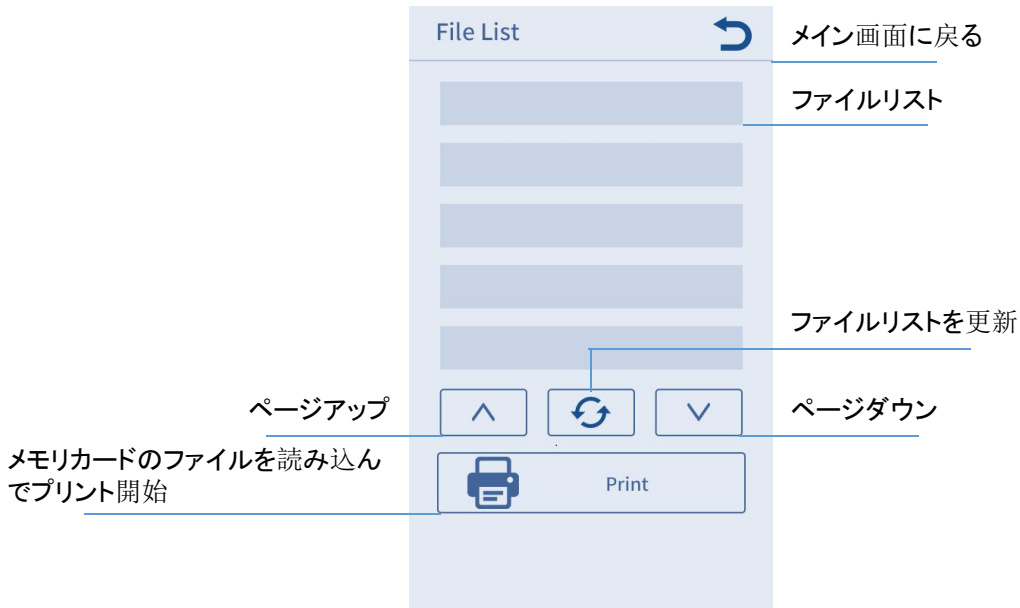 File List
メイン画面に戻る
ファイルリスト
ファイルリストを更新
ページアップ
ページダウン
メモリカードのファイルを読み込ん
でプリント開始
Print